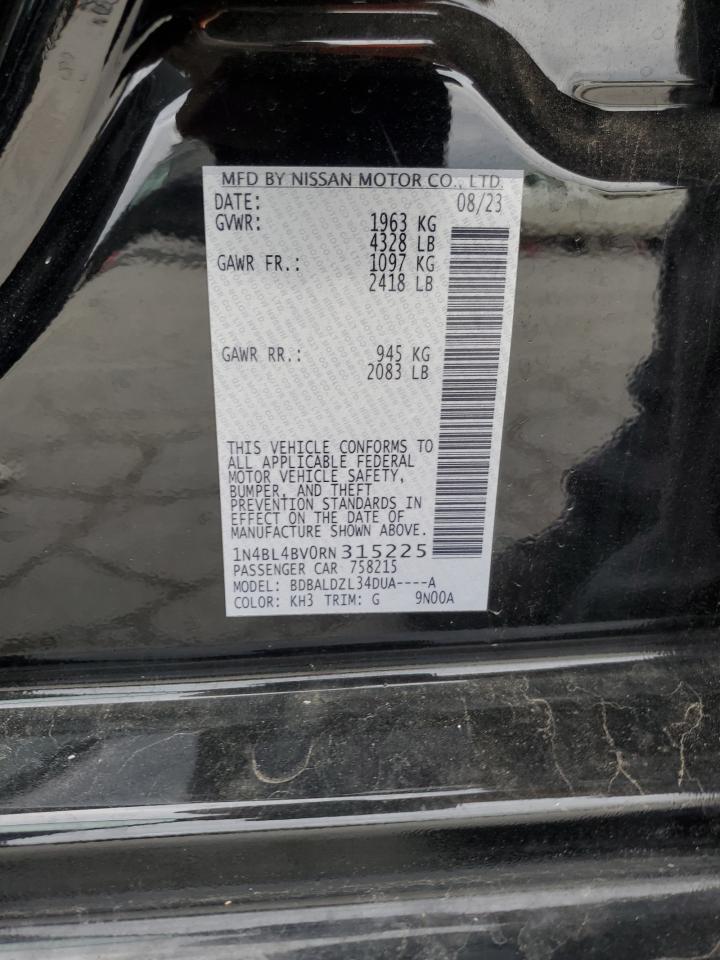 MFD BY NISSAN MOTOR CO., LTD.
DATE: 08/23
GVWR: 1963 KG
4328 LB
GAWR FR.: 1097 KG
2418 LB
GAWR RR.: 945 KG
2083 LB
THIS VEHICLE CONFORMS TO
ALL APPLICABLE FEDERAL
MOTOR VEHICLE SAFETY,
BUMPER, AND THEFT
PREVENTION STANDARDS IN
EFFECT ON THE DATE OF
MANUFACTURE SHOWN ABOVE.
1N4BL4BV0RN315225
PASSENGER CAR 758215
MODEL: BDBALDZL34DUA----A
COLOR: KH3 TRIM: G 9N00A